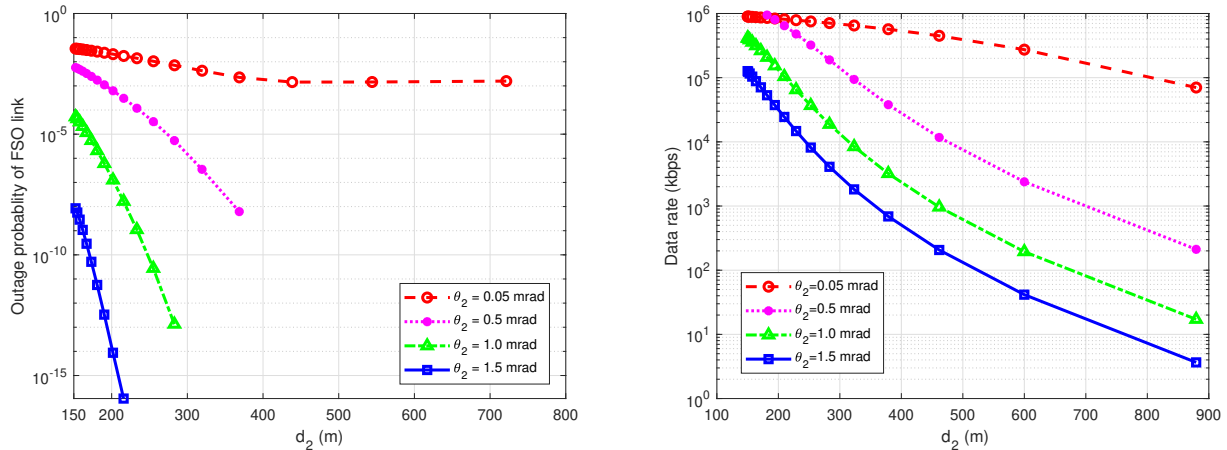 Outage probablity of FSO link
10^0
10^-5
10^-10
10^-15
150 200 300 400 500 600 700 800
d_2 (m)
θ_2 = 0.05 mrad
θ_2 = 0.5 mrad
θ_2 = 1.0 mrad
θ_2 = 1.5 mrad
Data rate (kbps)
10^6
10^5
10^4
10^3
10^2
10^1
10^0
100 200 300 400 500 600 700 800 900
d_2 (m)
θ_2=0.05 mrad
θ_2=0.5 mrad
θ_2=1.0 mrad
θ_2=1.5 mrad